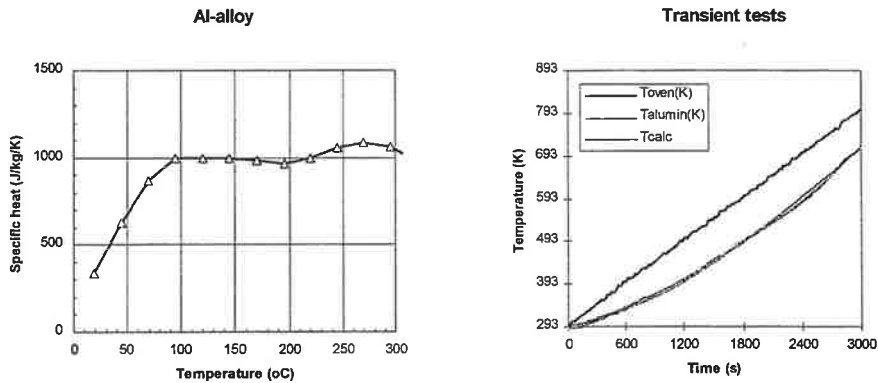 Al-alloy
Specific heat (J/kg/K)
1500
1000
500
0
0
50
100
150
200
250
300
Temperature (oC)
Transient tests
Temperature (K)
893
793
693
593
493
393
293
Toven(K)
Talumin(K)
Tcalc
0
600
1200
1800
2400
3000
Time (s)